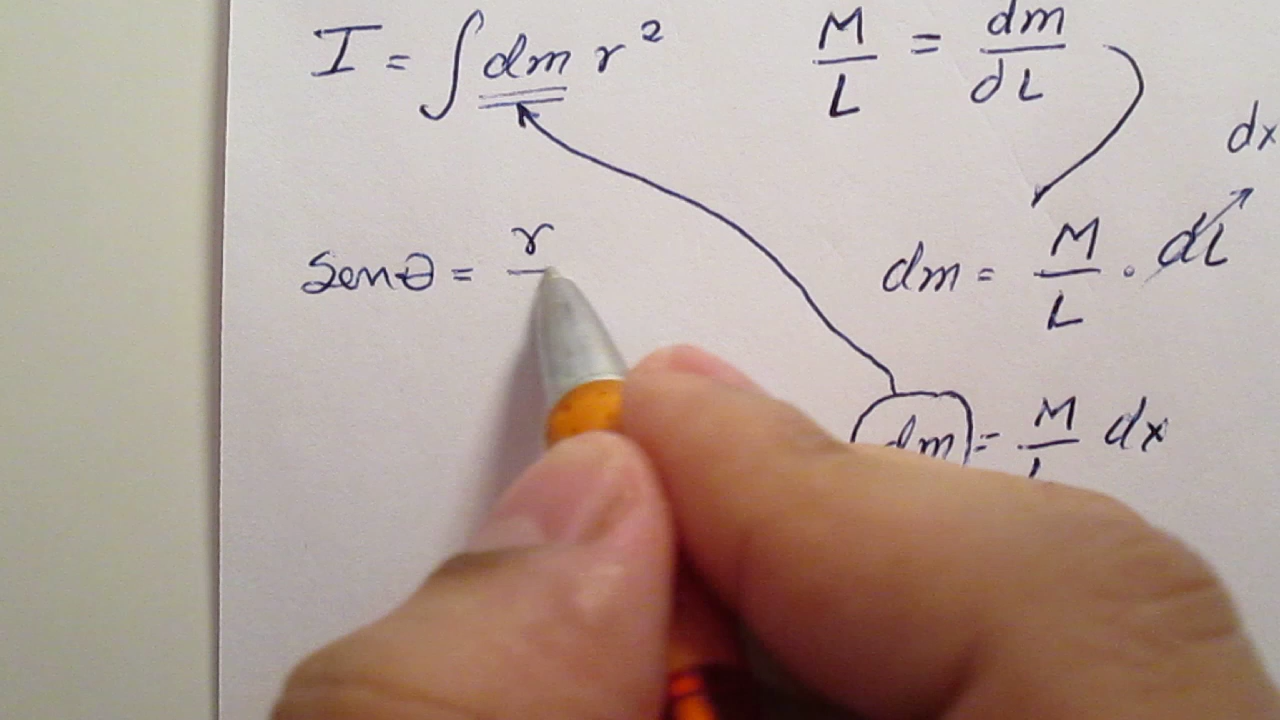 I = ∫ dm r²
M/L = dm/dL
dx
senθ = r
dm = M/L · dL
dm = M/L dx